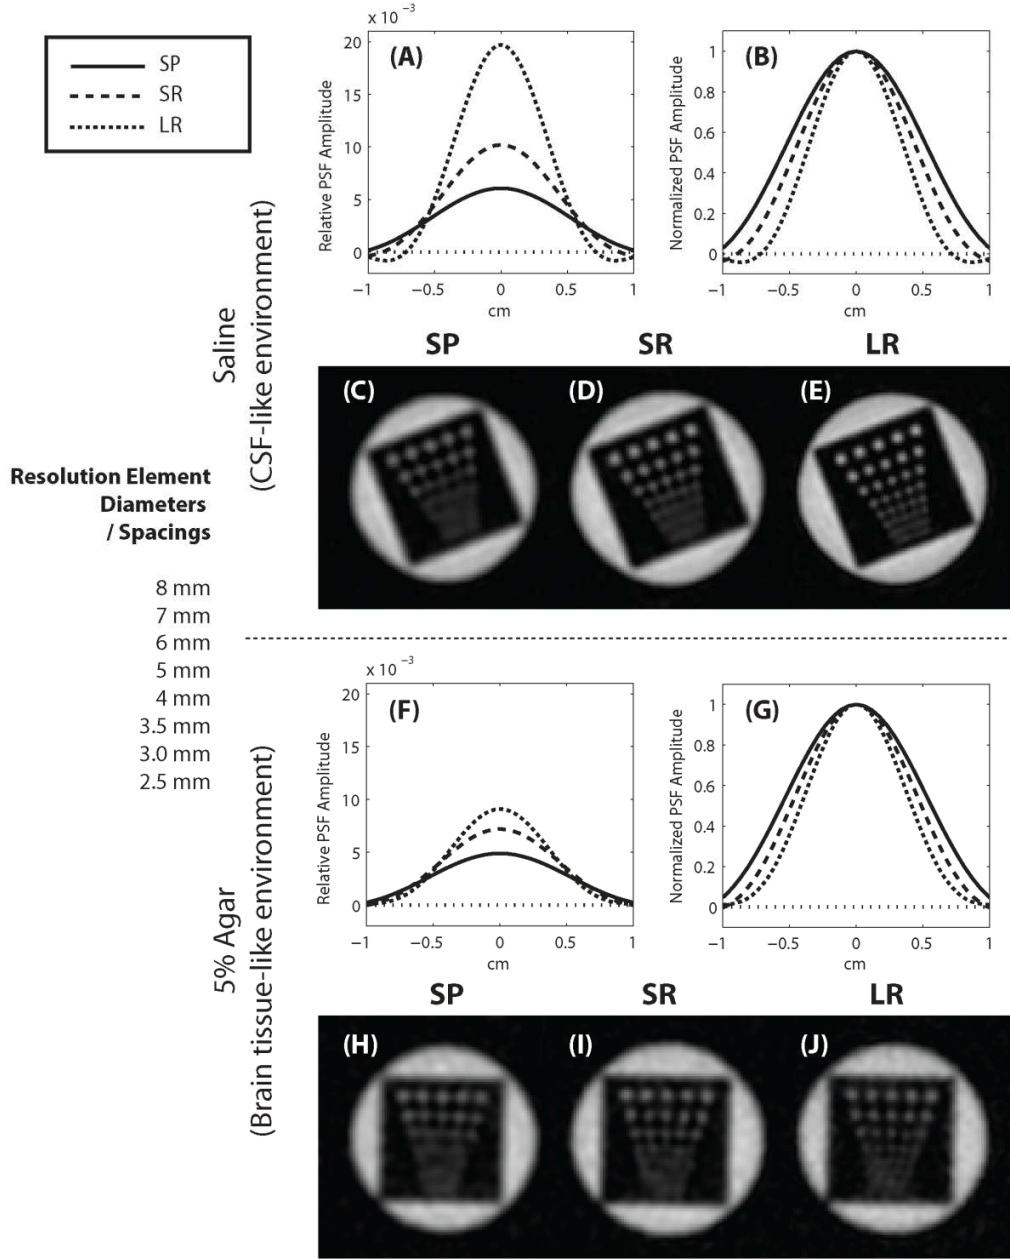 SP
SR
LR
x 10 ⁻³
(A)
Relative PSF Amplitude
20
15
10
5
0
−1
−0.5
0
0.5
1
cm
(B)
Normalized PSF Amplitude
1
0.8
0.6
0.4
0.2
0
−1
−0.5
0
0.5
1
cm
Saline
(CSF-like environment)
SP
SR
LR
(C)
(D)
(E)
Resolution Element
Diameters
/ Spacings
8 mm
7 mm
6 mm
5 mm
4 mm
3.5 mm
3.0 mm
2.5 mm
x 10 ⁻³
(F)
Relative PSF Amplitude
20
15
10
5
0
−1
−0.5
0
0.5
1
cm
(G)
Normalized PSF Amplitude
1
0.8
0.6
0.4
0.2
0
−1
−0.5
0
0.5
1
cm
5% Agar
(Brain tissue-like environment)
SP
SR
LR
(H)
(I)
(J)